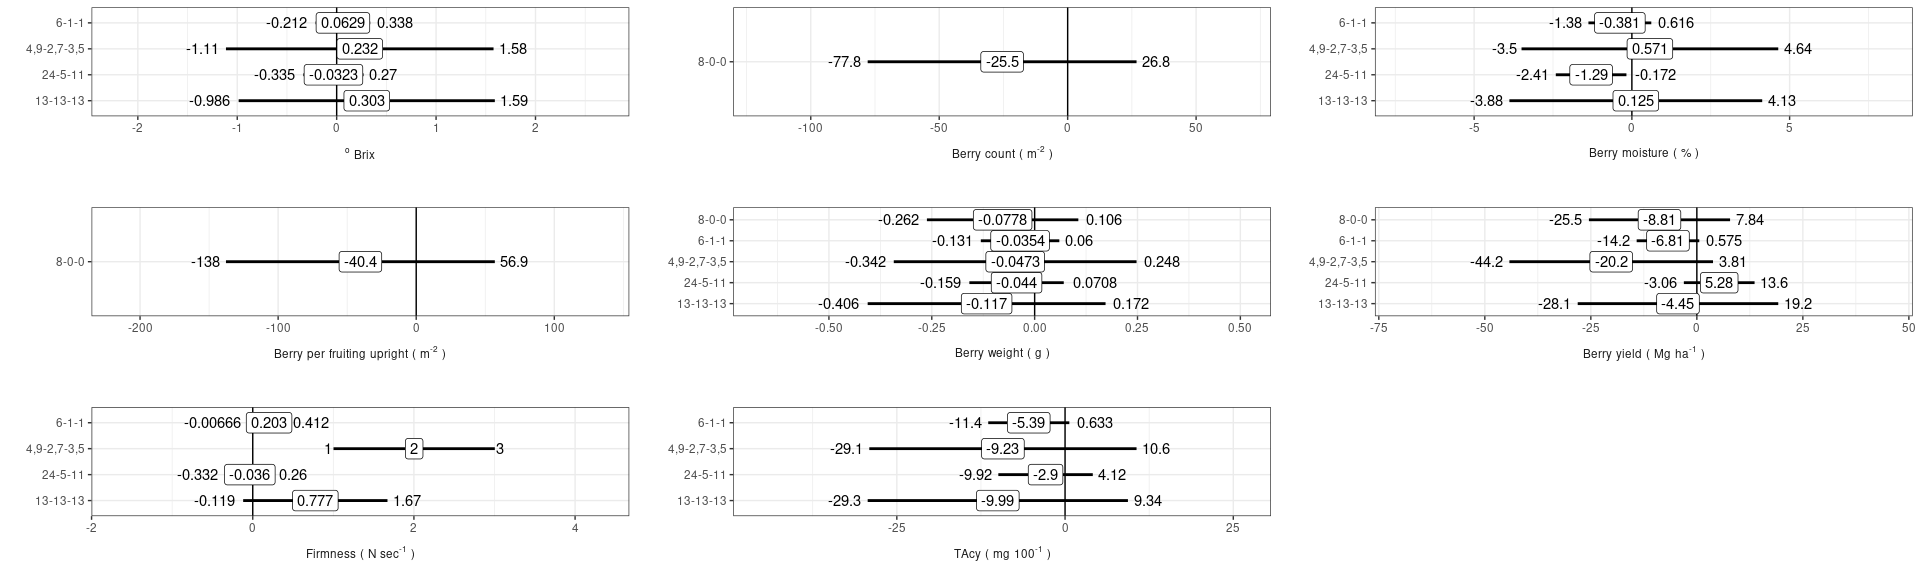 6-1-1 -0.212 0.0629 0.338
4,9-2,7-3,5 -1.11 0.232 1.58
24-5-11 -0.335 -0.0323 0.27
13-13-13 -0.986 0.303 1.59
-2 -1 0 1 2
° Brix
8-0-0 -77.8 -25.5 26.8
-100 -50 0 50
Berry count ( m⁻² )
6-1-1 -1.38 -0.381 0.616
4,9-2,7-3,5 -3.5 0.571 4.64
24-5-11 -2.41 -1.29 -0.172
13-13-13 -3.88 0.125 4.13
-5 0 5
Berry moisture ( % )
8-0-0 -138 -40.4 56.9
-200 -100 0 100
Berry per fruiting upright ( m⁻² )
8-0-0 -0.262 -0.0778 0.106
6-1-1 -0.131 -0.0354 0.06
4,9-2,7-3,5 -0.342 -0.0473 0.248
24-5-11 -0.159 -0.044 0.0708
13-13-13 -0.406 -0.117 0.172
-0.50 -0.25 0.00 0.25 0.50
Berry weight ( g )
8-0-0 -25.5 -8.81 7.84
6-1-1 -14.2 -6.81 0.575
4,9-2,7-3,5 -44.2 -20.2 3.81
24-5-11 -3.06 5.28 13.6
13-13-13 -28.1 -4.45 19.2
-75 -50 -25 0 25 50
Berry yield ( Mg ha⁻¹ )
6-1-1 -0.00666 0.203 0.412
4,9-2,7-3,5 1 2 3
24-5-11 -0.332 -0.036 0.26
13-13-13 -0.119 0.777 1.67
-2 0 2 4
Firmness ( N sec⁻¹ )
6-1-1 -11.4 -5.39 0.633
4,9-2,7-3,5 -29.1 -9.23 10.6
24-5-11 -9.92 -2.9 4.12
13-13-13 -29.3 -9.99 9.34
-25 0 25
TAcy ( mg 100⁻¹ )